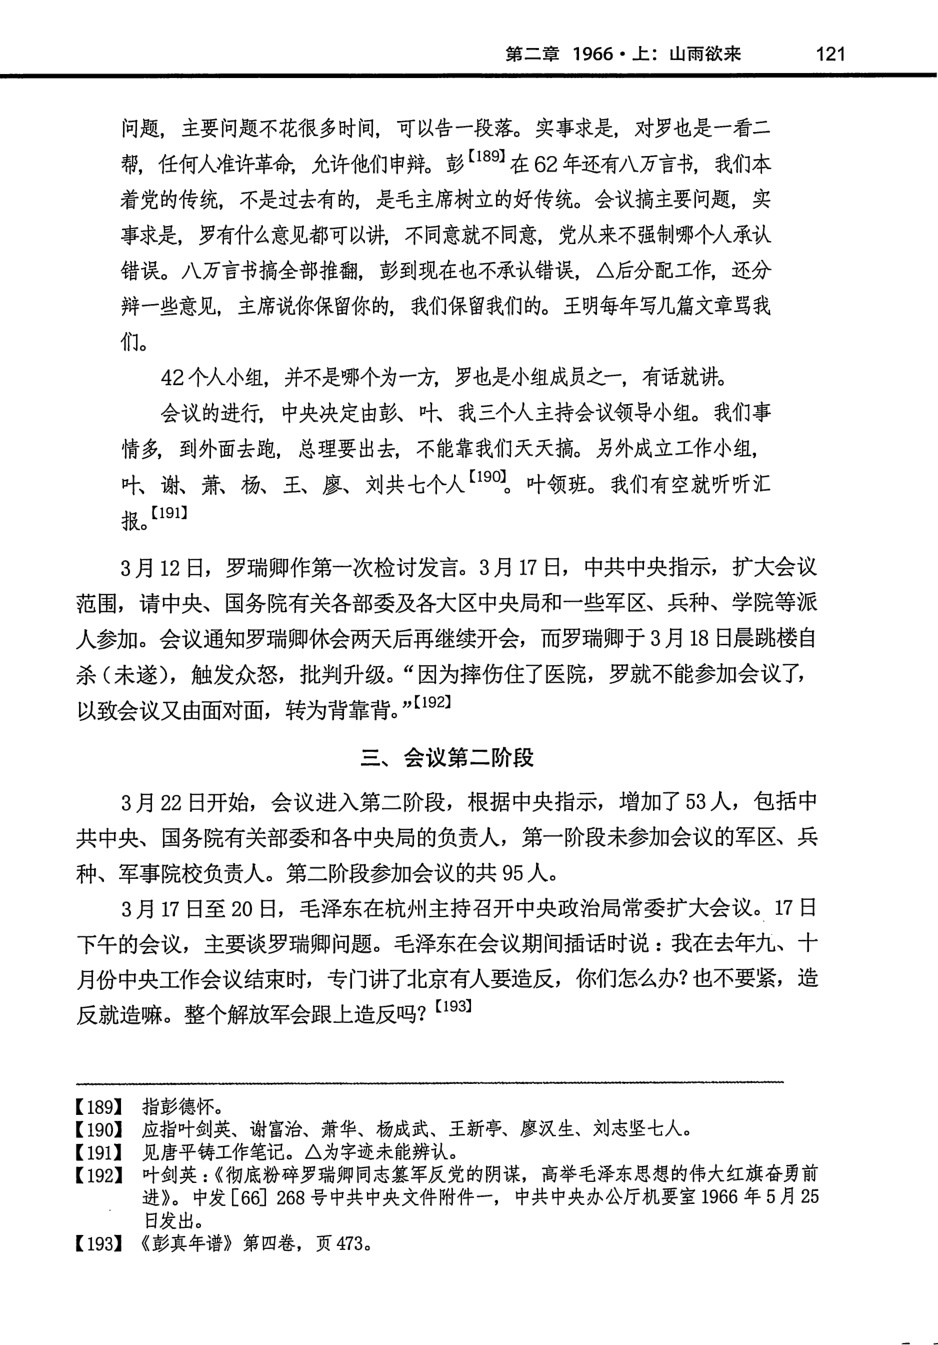 第二章 1966·上：山雨欲来 121
问题，主要问题不花很多时间，可以告一段落。实事求是，对罗也是一看二
帮，任何人准许革命，允许他们申辩。彭【189】在 62 年还有八万言书，我们本
着党的传统，不是过去有的，是毛主席树立的好传统。会议搞主要问题，实
事求是，罗有什么意见都可以讲，不同意就不同意，党从来不强制哪个人承认
错误。八万言书搞全部推翻，彭到现在也不承认错误，△后分配工作，还分
辩一些意见，主席说你保留你的，我们保留我们的。王明每年写几篇文章骂我
们。
42 个人小组，并不是哪个为一方，罗也是小组成员之一，有话就讲。
会议的进行，中央决定由彭、叶、我三个人主持会议领导小组。我们事
情多，到外面去跑，总理要出去，不能靠我们天天搞。另外成立工作小组，
叶、谢、萧、杨、王、廖、刘共七个人【190】。叶领班。我们有空就听听汇
报。【191】
3 月 12 日，罗瑞卿作第一次检讨发言。3 月 17 日，中共中央指示，扩大会议
范围，请中央、国务院有关各部委及各大区中央局和一些军区、兵种、学院等派
人参加。会议通知罗瑞卿休会两天后再继续开会，而罗瑞卿于 3 月 18 日晨跳楼自
杀（未遂），触发众怒，批判升级。“因为摔伤住了医院，罗就不能参加会议了，
以致会议又由面对面，转为背靠背。”【192】
三、会议第二阶段
3 月 22 日开始，会议进入第二阶段，根据中央指示，增加了 53 人，包括中
共中央、国务院有关部委和各中央局的负责人，第一阶段未参加会议的军区、兵
种、军事院校负责人。第二阶段参加会议的共 95 人。
3 月 17 日至 20 日，毛泽东在杭州主持召开中央政治局常委扩大会议。17 日
下午的会议，主要谈罗瑞卿问题。毛泽东在会议期间插话时说：我在去年九、十
月份中央工作会议结束时，专门讲了北京有人要造反，你们怎么办？也不要紧，造
反就造嘛。整个解放军会跟上造反吗？【193】
【189】 指彭德怀。
【190】 应指叶剑英、谢富治、萧华、杨成武、王新亭、廖汉生、刘志坚七人。
【191】 见唐平铸工作笔记。△为字迹未能辨认。
【192】 叶剑英：《彻底粉碎罗瑞卿同志篡军反党的阴谋，高举毛泽东思想的伟大红旗奋勇前
进》。中发［66］268 号中共中央文件附件一，中共中央办公厅机要室 1966 年 5 月 25
日发出。
【193】 《彭真年谱》第四卷，页 473。